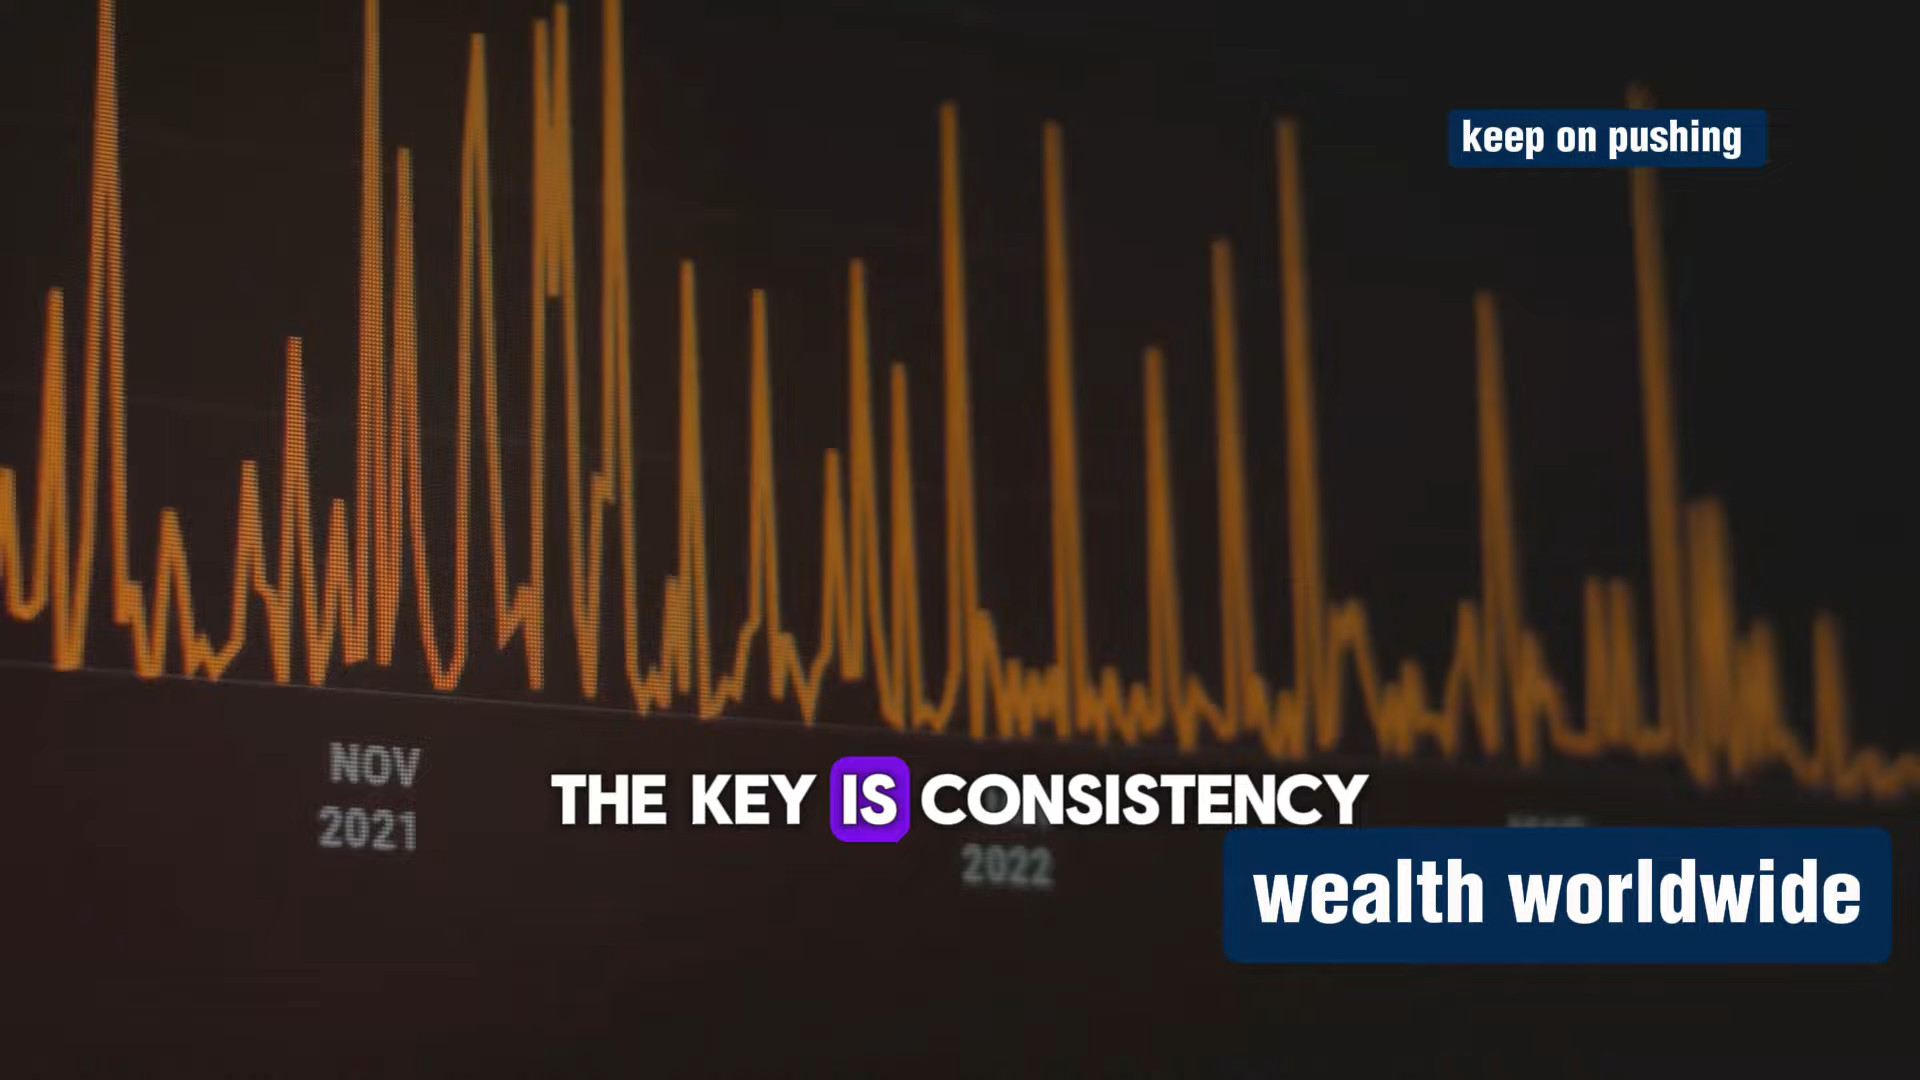 keep on pushing
NOV
2021
THE KEY IS CONSISTENCY
2022
wealth worldwide